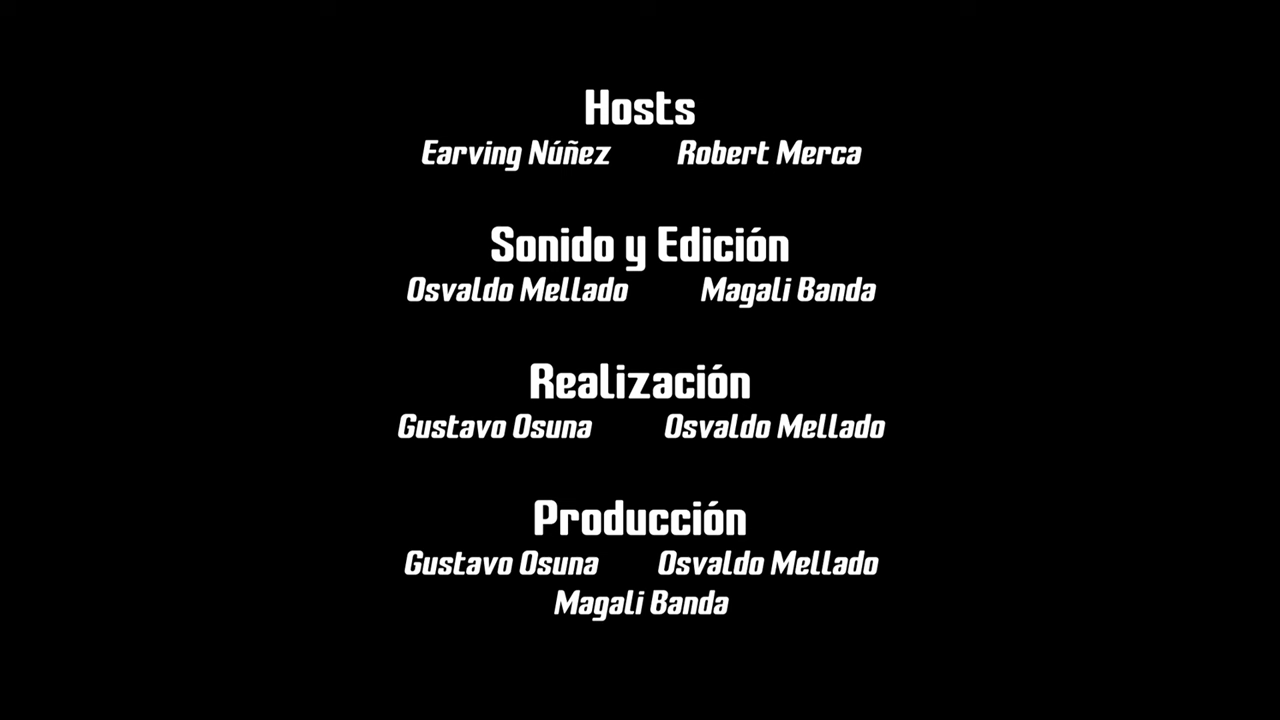 Hosts
Earving Núñez Robert Merca
Sonido y Edición
Osvaldo Mellado Magali Banda
Realización
Gustavo Osuna Osvaldo Mellado
Producción
Gustavo Osuna Osvaldo Mellado
Magali Banda